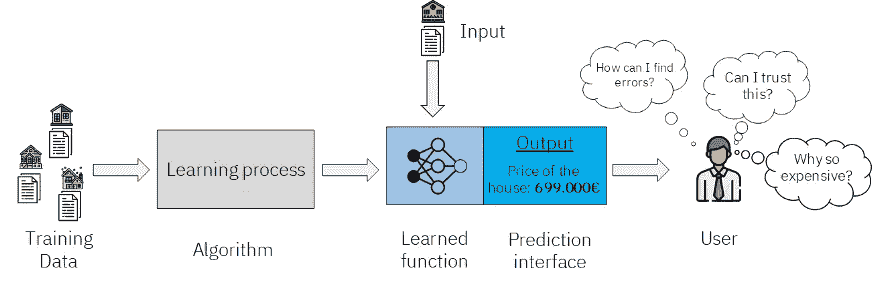 Input
How can I find
errors?
Can I trust
this?
Why so
expensive?
Learning process
...
Output
Price of the
house: 699.000€
Training
Data
Algorithm
Learned
function
Prediction
interface
User